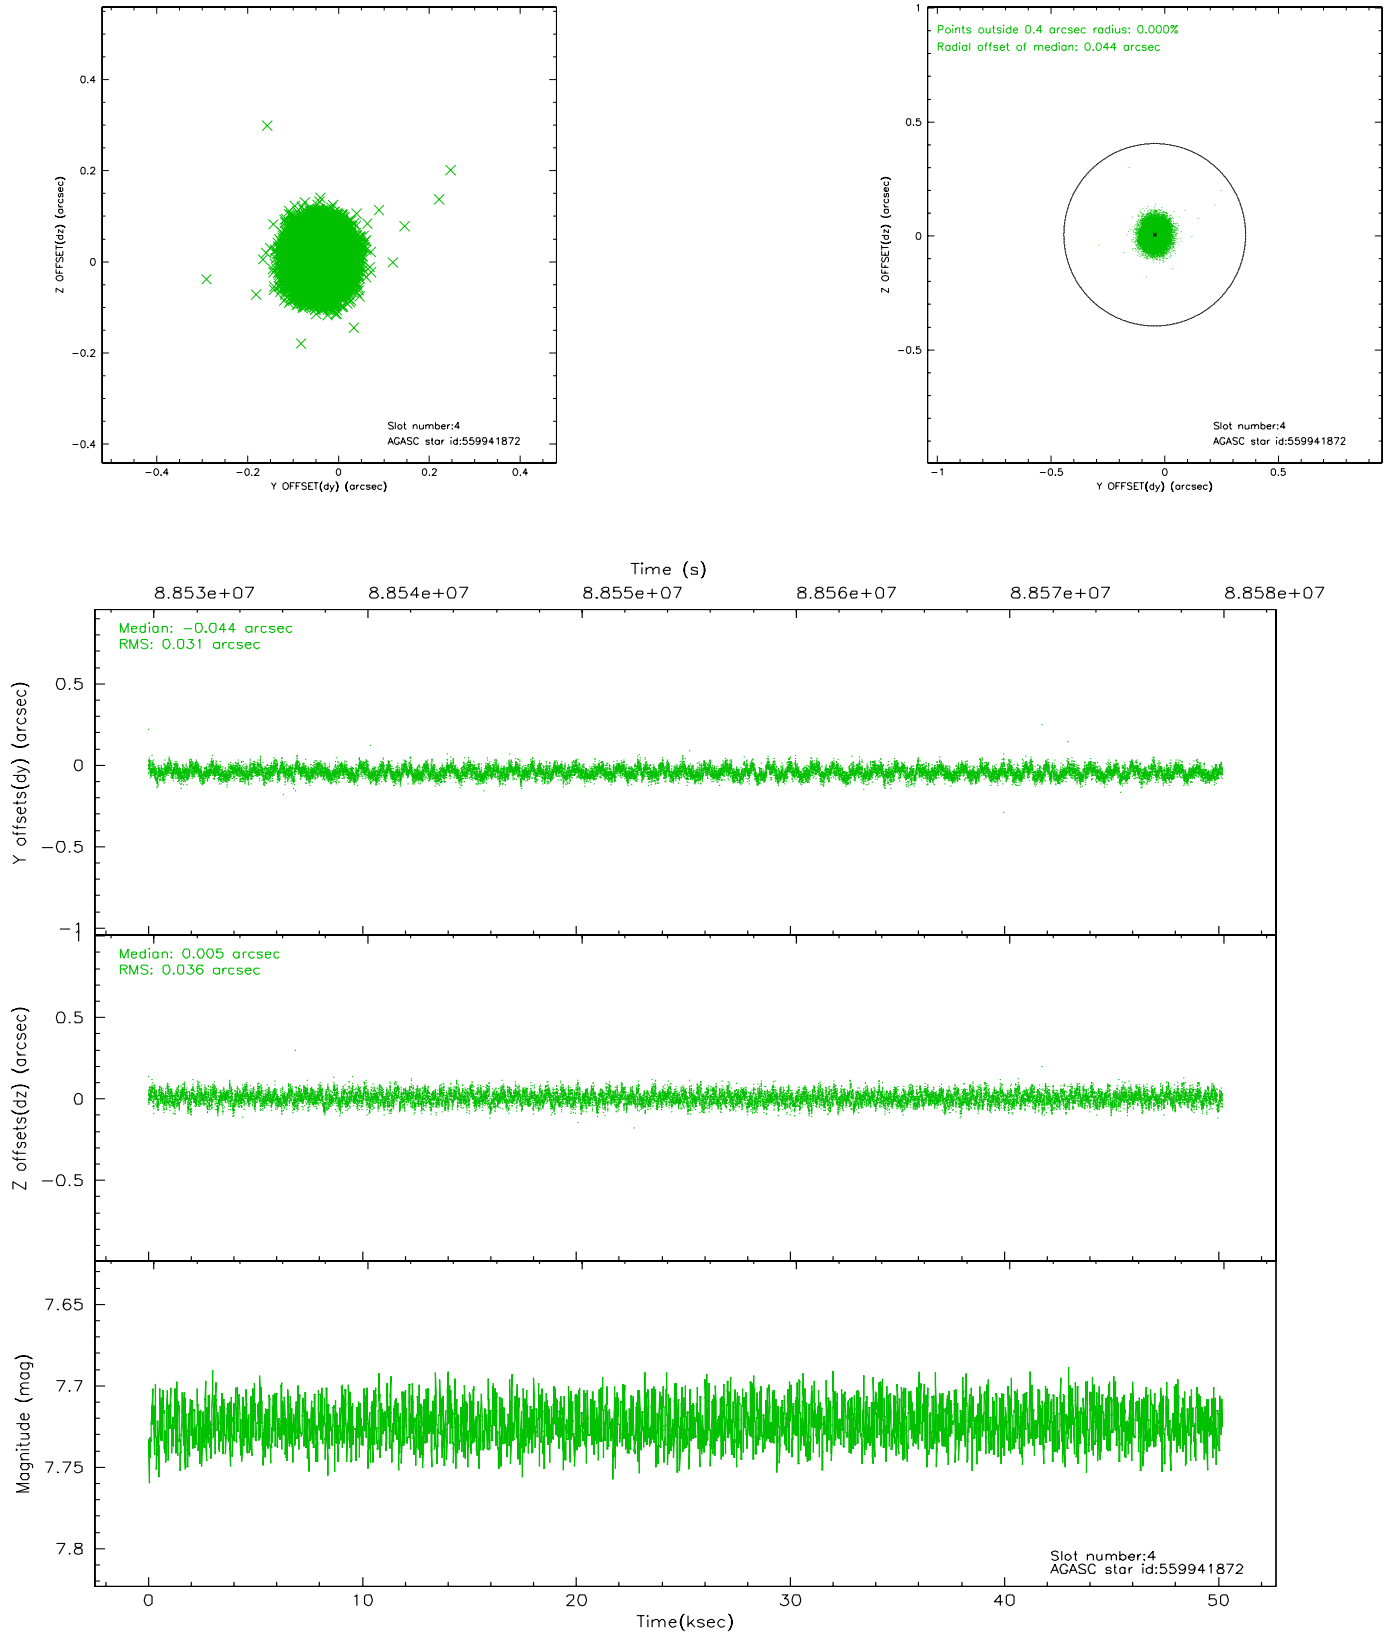 0.4
0.2
0
−0.2
−0.4
Z OFFSET(dz) (arcsec)
Slot number:4
AGASC star id:559941872
−0.4
−0.2
0
0.2
0.4
Y OFFSET(dy) (arcsec)
1
0.5
0
−0.5
Z OFFSET(dz) (arcsec)
Points outside 0.4 arcsec radius: 0.000%
Radial offset of median: 0.044 arcsec
Slot number:4
AGASC star id:559941872
−1
−0.5
0
0.5
Y OFFSET(dy) (arcsec)
Time (s)
8.853e+07
8.854e+07
8.855e+07
8.856e+07
8.857e+07
8.858e+07
Median: −0.044 arcsec
RMS: 0.031 arcsec
0.5
0
−0.5
−1
Y offsets(dy) (arcsec)
Median: 0.005 arcsec
RMS: 0.036 arcsec
1
0.5
0
−0.5
Z offsets(dz) (arcsec)
7.65
7.7
7.75
7.8
Magnitude (mag)
Slot number:4
AGASC star id:559941872
0
10
20
30
40
50
Time(ksec)